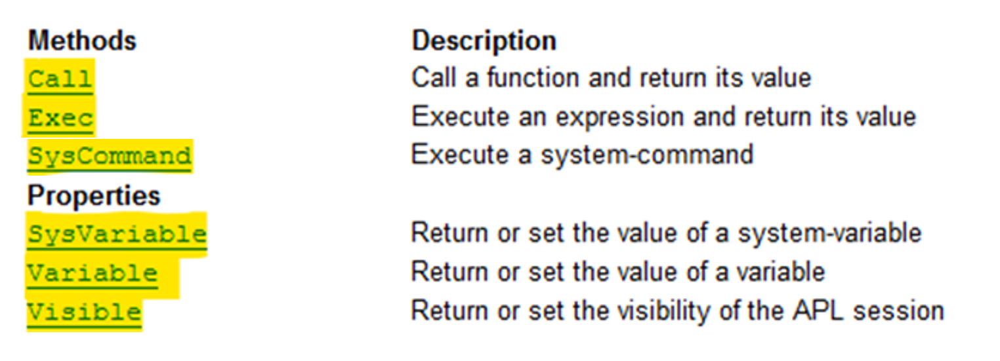 Methods Description
Call Call a function and return its value
Exec Execute an expression and return its value
SysCommand Execute a system-command
Properties
SysVariable Return or set the value of a system-variable
Variable Return or set the value of a variable
Visible Return or set the visibility of the APL session